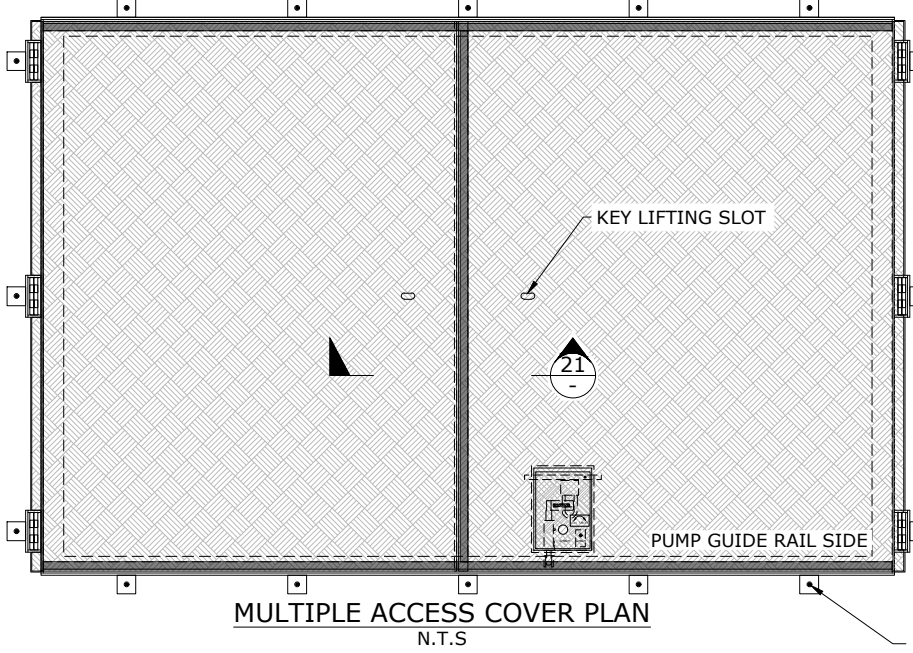 KEY LIFTING SLOT
21
-
PUMP GUIDE RAIL SIDE
MULTIPLE ACCESS COVER PLAN
N.T.S